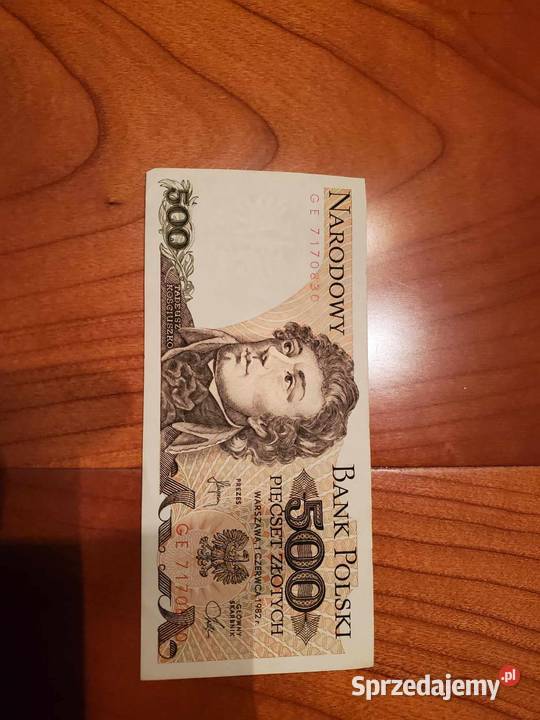 NARODOWY BANK POLSKI
GE 7170830
500
PIĘĆSET ZŁOTYCH
WARSZAWA, 1 CZERWCA 1982 r.
PREZES
GŁÓWNY
SKARBNIK
500
TADEUSZ
KOŚCIUSZKO
Sprzedajemy.pl